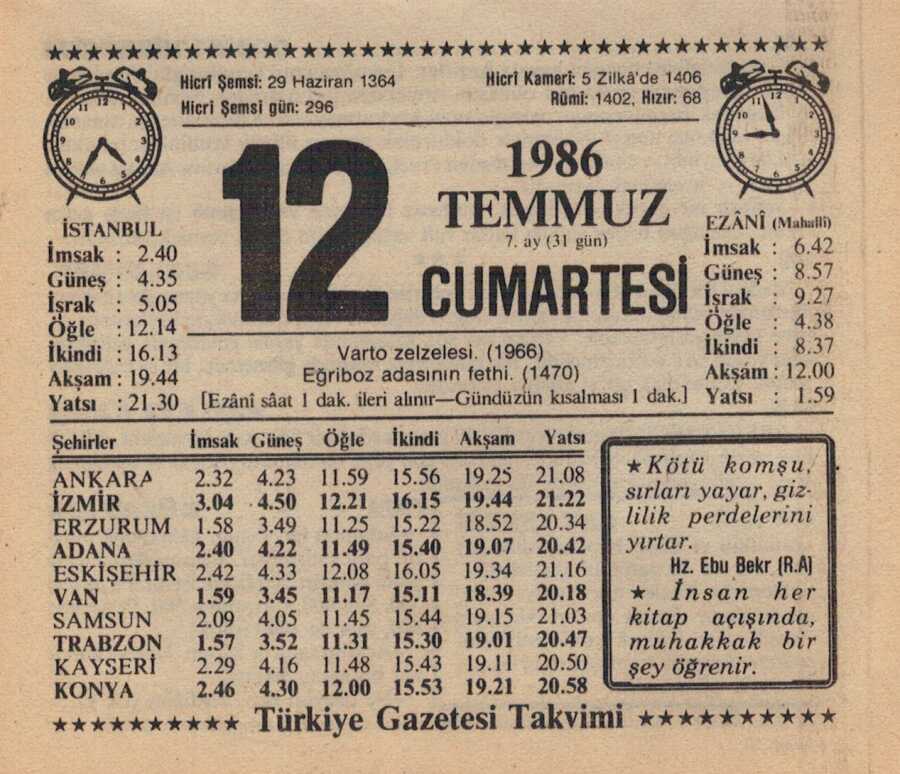 Hicrî Şemsî: 29 Haziran 1364
Hicrî Kamerî: 5 Zilkâ'de 1406
Hicrî Şemsi gün: 296
Rûmi: 1402, Hızır: 68
12
1986
TEMMUZ
7. ay (31 gün)
CUMARTESİ
İSTANBUL
İmsak : 2.40
Güneş : 4.35
İşrak : 5.05
Öğle : 12.14
İkindi : 16.13
Akşam : 19.44
Yatsı : 21.30
EZÂNÎ (Mahallî)
İmsak : 6.42
Güneş : 8.57
İşrak : 9.27
Öğle : 4.38
İkindi : 8.37
Akşam : 12.00
Yatsı : 1.59
Varto zelzelesi. (1966)
Eğriboz adasının fethi. (1470)
[Ezânî sâat 1 dak. ileri alınır—Gündüzün kısalması 1 dak.]
Şehirler İmsak Güneş Öğle İkindi Akşam Yatsı
ANKARA 2.32 4.23 11.59 15.56 19.25 21.08
İZMİR 3.04 4.50 12.21 16.15 19.44 21.22
ERZURUM 1.58 3.49 11.25 15.22 18.52 20.34
ADANA 2.40 4.22 11.49 15.40 19.07 20.42
ESKİŞEHİR 2.42 4.33 12.08 16.05 19.34 21.16
VAN 1.59 3.45 11.17 15.11 18.39 20.18
SAMSUN 2.09 4.05 11.45 15.44 19.15 21.03
TRABZON 1.57 3.52 11.31 15.30 19.01 20.47
KAYSERİ 2.29 4.16 11.48 15.43 19.11 20.50
KONYA 2.46 4.30 12.00 15.53 19.21 20.58
★ Kötü komşu,
sırları yayar, giz-
lilik perdelerini
yırtar.
Hz. Ebu Bekr (R.A)
★ İnsan her
kitap açışında,
muhakkak bir
şey öğrenir.
Türkiye Gazetesi Takvimi